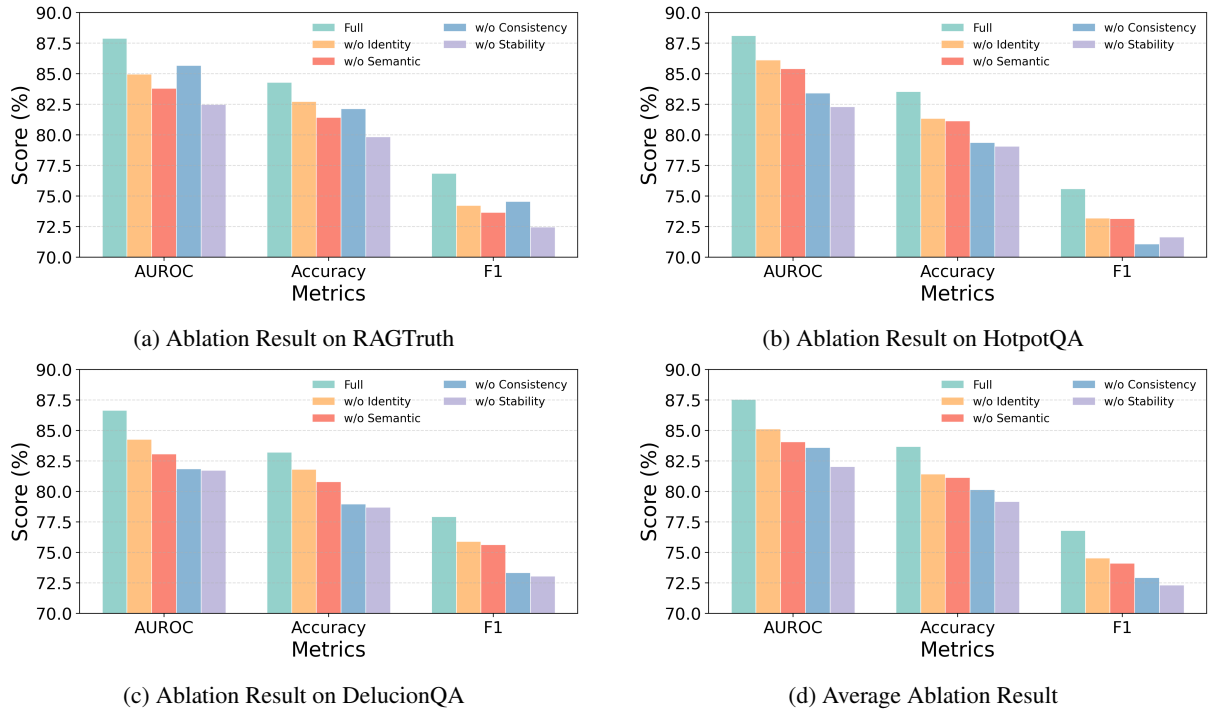 90.0
87.5
85.0
82.5
80.0
77.5
75.0
72.5
70.0
Score (%)
Full
w/o Identity
w/o Semantic
w/o Consistency
w/o Stability
AUROC
Accuracy
F1
Metrics
(a) Ablation Result on RAGTruth
90.0
87.5
85.0
82.5
80.0
77.5
75.0
72.5
70.0
Score (%)
Full
w/o Identity
w/o Semantic
w/o Consistency
w/o Stability
AUROC
Accuracy
F1
Metrics
(b) Ablation Result on HotpotQA
90.0
87.5
85.0
82.5
80.0
77.5
75.0
72.5
70.0
Score (%)
Full
w/o Identity
w/o Semantic
w/o Consistency
w/o Stability
AUROC
Accuracy
F1
Metrics
(c) Ablation Result on DelucionQA
90.0
87.5
85.0
82.5
80.0
77.5
75.0
72.5
70.0
Score (%)
Full
w/o Identity
w/o Semantic
w/o Consistency
w/o Stability
AUROC
Accuracy
F1
Metrics
(d) Average Ablation Result